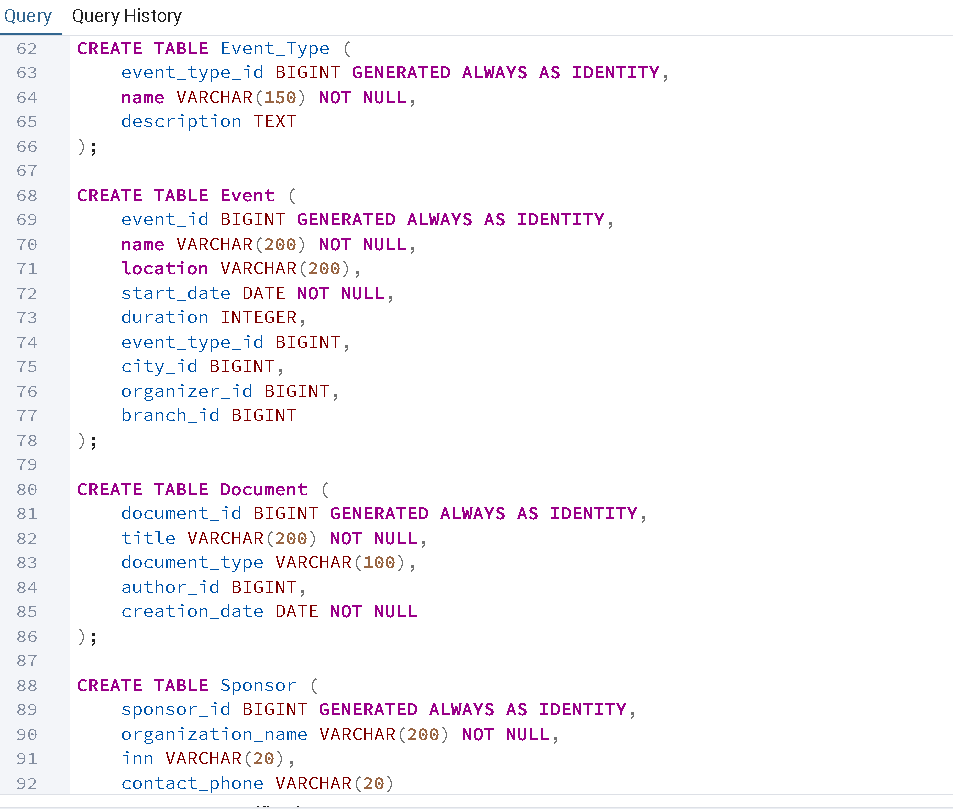 Query Query History
62 CREATE TABLE Event_Type (
63 event_type_id BIGINT GENERATED ALWAYS AS IDENTITY,
64 name VARCHAR(150) NOT NULL,
65 description TEXT
66 );
67
68 CREATE TABLE Event (
69 event_id BIGINT GENERATED ALWAYS AS IDENTITY,
70 name VARCHAR(200) NOT NULL,
71 location VARCHAR(200),
72 start_date DATE NOT NULL,
73 duration INTEGER,
74 event_type_id BIGINT,
75 city_id BIGINT,
76 organizer_id BIGINT,
77 branch_id BIGINT
78 );
79
80 CREATE TABLE Document (
81 document_id BIGINT GENERATED ALWAYS AS IDENTITY,
82 title VARCHAR(200) NOT NULL,
83 document_type VARCHAR(100),
84 author_id BIGINT,
85 creation_date DATE NOT NULL
86 );
87
88 CREATE TABLE Sponsor (
89 sponsor_id BIGINT GENERATED ALWAYS AS IDENTITY,
90 organization_name VARCHAR(200) NOT NULL,
91 inn VARCHAR(20),
92 contact_phone VARCHAR(20)